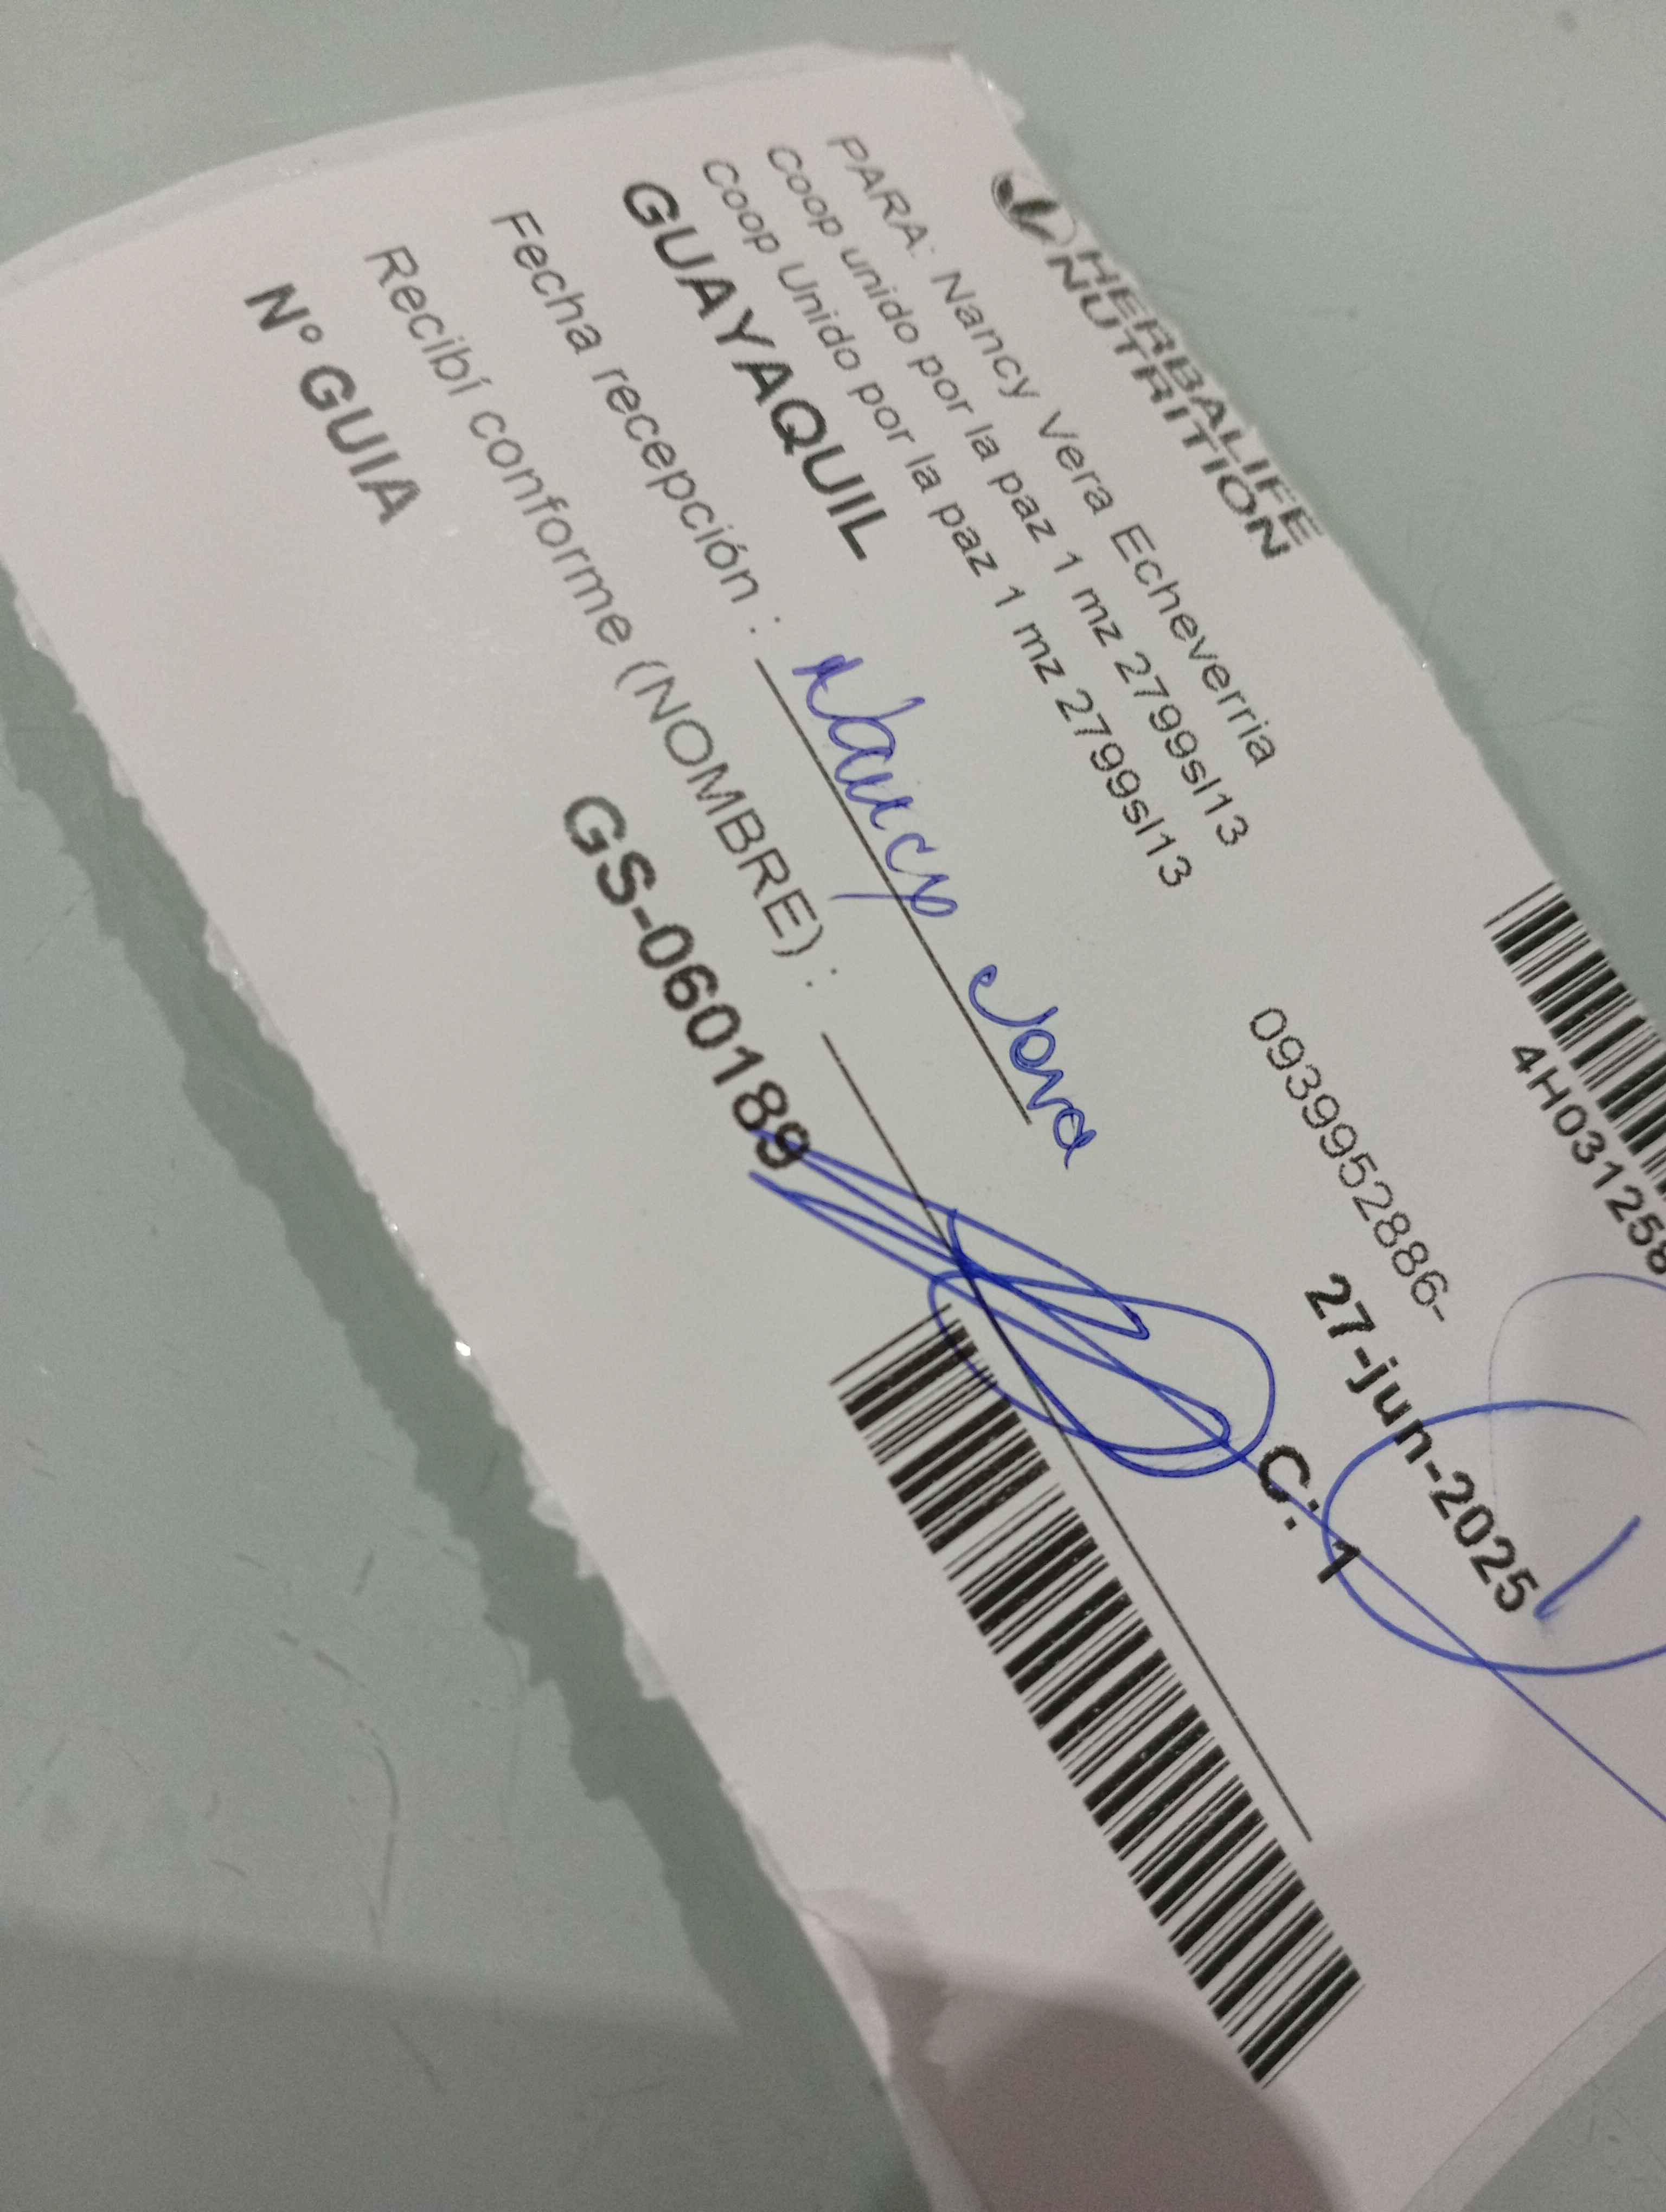 HERBALIFE
NUTRITION
4H031258
PARA: Nancy Vera Echeverria
Coop unido por la paz 1 mz 2799sl13
Coop Unido por la paz 1 mz 2799sl13
0939952886-
GUAYAQUIL
27-jun-2025
Fecha recepción : Nancy Vera
C: 1
Recibí conforme (NOMBRE) :
Nº GUIA GS-060189